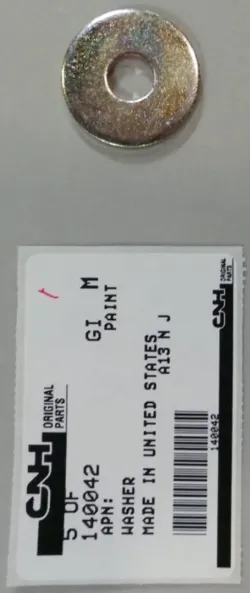 CNH ORIGINAL PARTS
5 OF
140042
APN:
WASHER
MADE IN UNITED STATES
GI M
PAINT
A13 N J
140042
CNH ORIGINAL PARTS